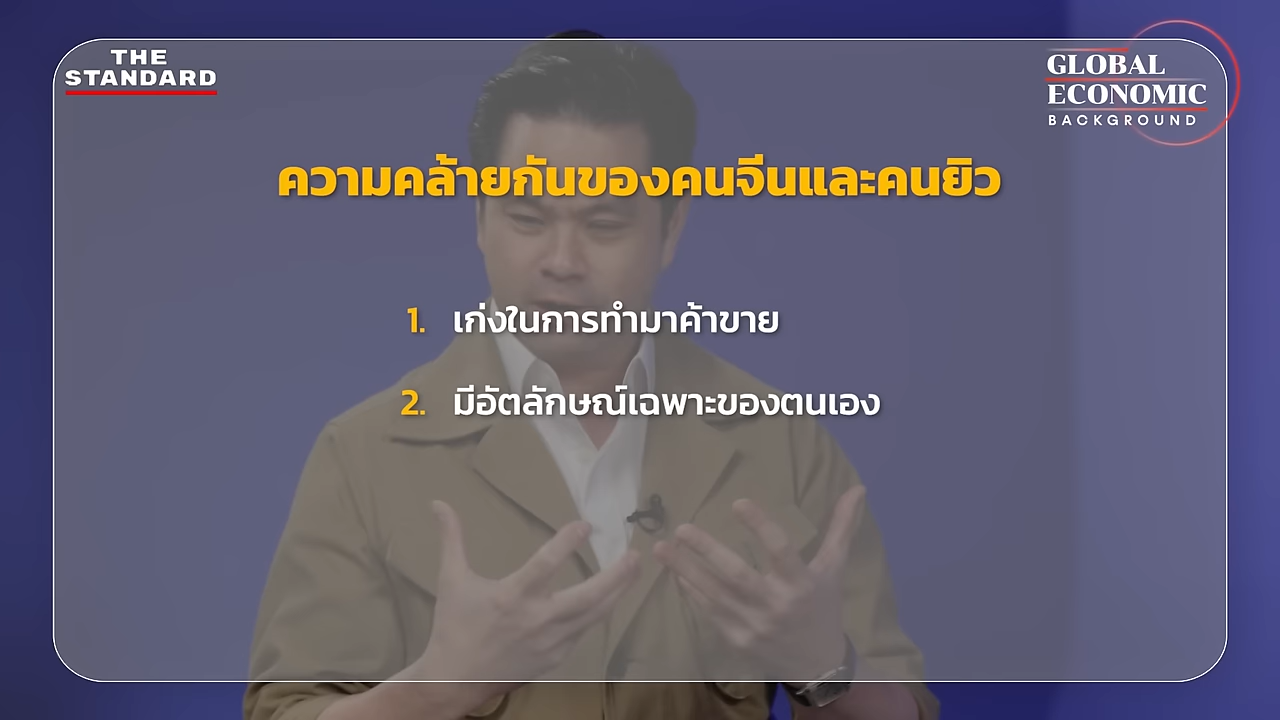 THE
STANDARD
GLOBAL
ECONOMIC
BACKGROUND
ความคล้ายกันของคนจีนและคนยิว
1. เก่งในการทำมาค้าขาย
2. มีอัตลักษณ์เฉพาะของตนเอง